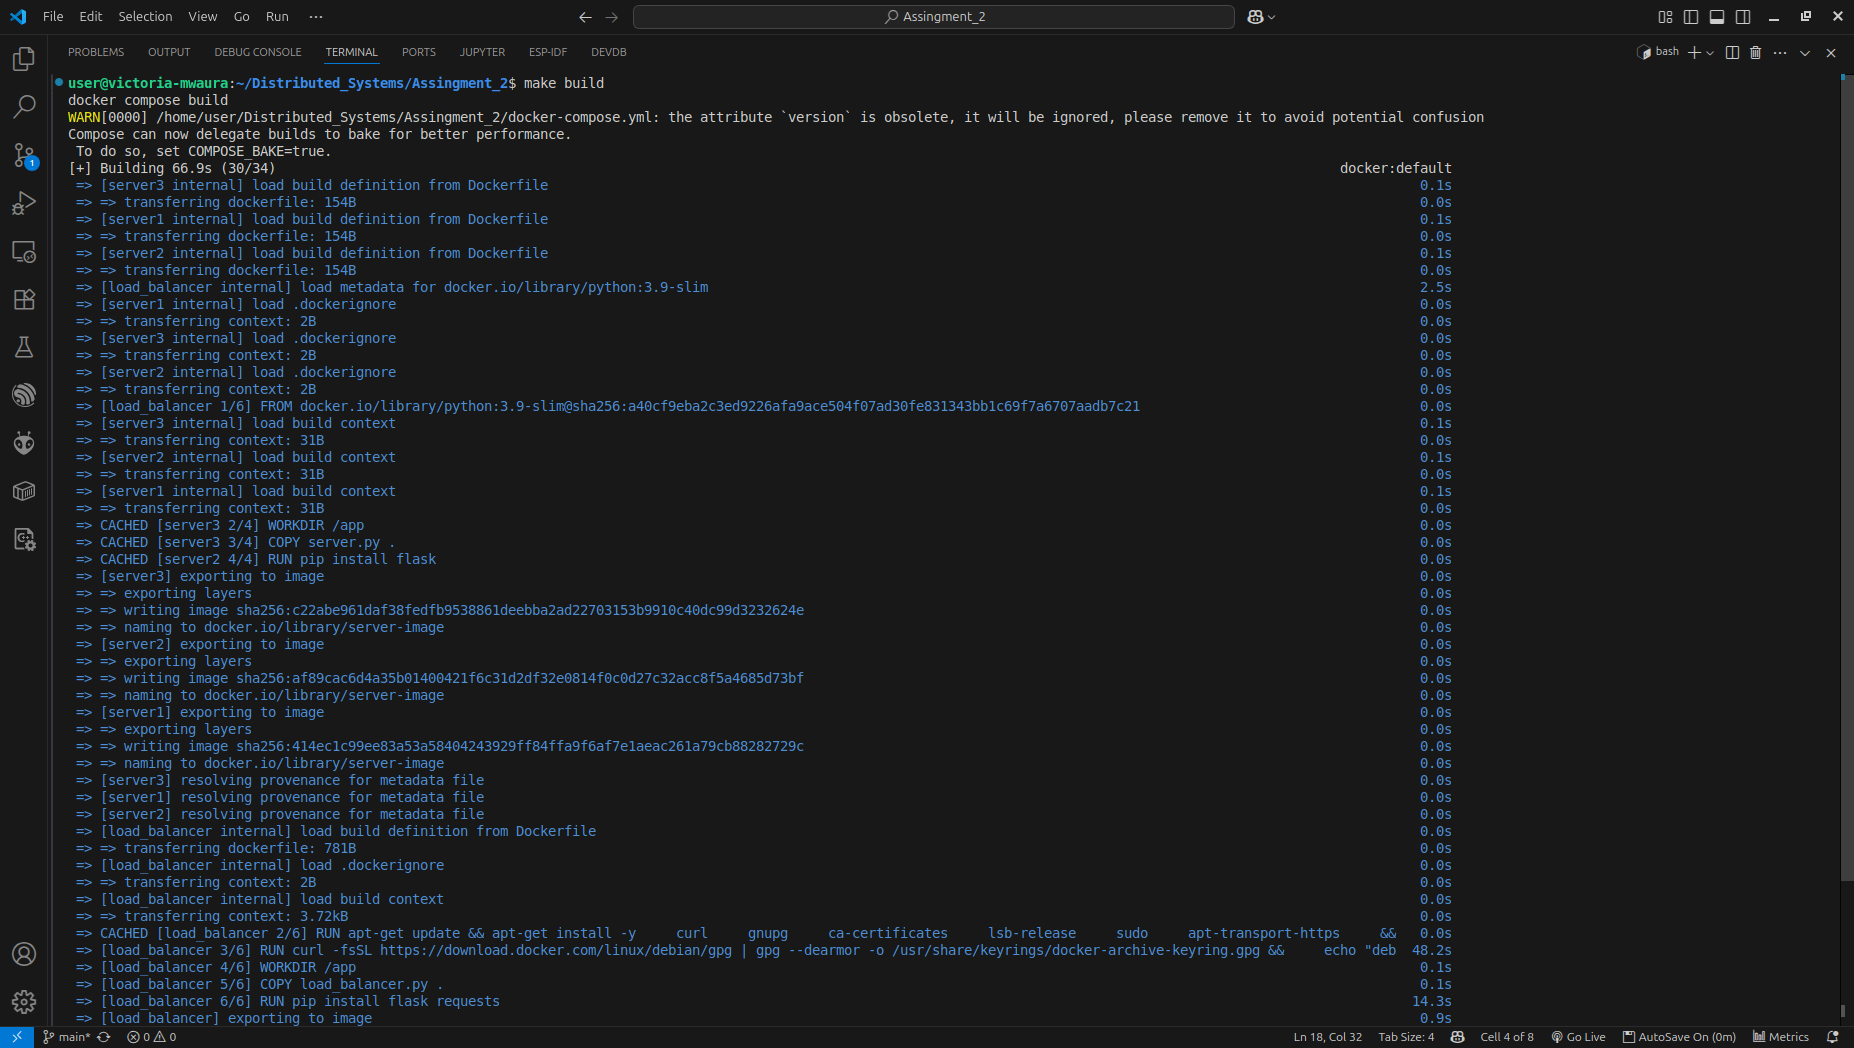 File Edit Selection View Go Run ··· Assingment_2
PROBLEMS OUTPUT DEBUG CONSOLE TERMINAL PORTS JUPYTER ESP-IDF DEVDB bash
user@victoria-mwaura:~/Distributed_Systems/Assingment_2$ make build
docker compose build
WARN[0000] /home/user/Distributed_Systems/Assingment_2/docker-compose.yml: the attribute `version` is obsolete, it will be ignored, please remove it to avoid potential confusion
Compose can now delegate builds to bake for better performance.
To do so, set COMPOSE_BAKE=true.
[+] Building 66.9s (30/34) docker:default
=> [server3 internal] load build definition from Dockerfile 0.1s
=> => transferring dockerfile: 154B 0.0s
=> [server1 internal] load build definition from Dockerfile 0.1s
=> => transferring dockerfile: 154B 0.0s
=> [server2 internal] load build definition from Dockerfile 0.1s
=> => transferring dockerfile: 154B 0.0s
=> [load_balancer internal] load metadata for docker.io/library/python:3.9-slim 2.5s
=> [server1 internal] load .dockerignore 0.0s
=> => transferring context: 2B 0.0s
=> [server3 internal] load .dockerignore 0.0s
=> => transferring context: 2B 0.0s
=> [server2 internal] load .dockerignore 0.0s
=> => transferring context: 2B 0.0s
=> [load_balancer 1/6] FROM docker.io/library/python:3.9-slim@sha256:a40cf9eba2c3ed9226afa9ace504f07ad30fe831343bb1c69f7a6707aadb7c21 0.0s
=> [server3 internal] load build context 0.1s
=> => transferring context: 31B 0.0s
=> [server2 internal] load build context 0.1s
=> => transferring context: 31B 0.0s
=> [server1 internal] load build context 0.1s
=> => transferring context: 31B 0.0s
=> CACHED [server3 2/4] WORKDIR /app 0.0s
=> CACHED [server3 3/4] COPY server.py . 0.0s
=> CACHED [server2 4/4] RUN pip install flask 0.0s
=> [server3] exporting to image 0.0s
=> => exporting layers 0.0s
=> => writing image sha256:c22abe961daf38fedfb9538861deebba2ad22703153b9910c40dc99d3232624e 0.0s
=> => naming to docker.io/library/server-image 0.0s
=> [server2] exporting to image 0.0s
=> => exporting layers 0.0s
=> => writing image sha256:af89cac6d4a35b01400421f6c31d2df32e0814f0c0d27c32acc8f5a4685d73bf 0.0s
=> => naming to docker.io/library/server-image 0.0s
=> [server1] exporting to image 0.0s
=> => exporting layers 0.0s
=> => writing image sha256:414ec1c99ee83a53a58404243929ff84ffa9f6af7e1aeac261a79cb88282729c 0.0s
=> => naming to docker.io/library/server-image 0.0s
=> [server3] resolving provenance for metadata file 0.0s
=> [server1] resolving provenance for metadata file 0.0s
=> [server2] resolving provenance for metadata file 0.0s
=> [load_balancer internal] load build definition from Dockerfile 0.0s
=> => transferring dockerfile: 781B 0.0s
=> [load_balancer internal] load .dockerignore 0.0s
=> => transferring context: 2B 0.0s
=> [load_balancer internal] load build context 0.0s
=> => transferring context: 3.72kB 0.0s
=> CACHED [load_balancer 2/6] RUN apt-get update && apt-get install -y curl gnupg ca-certificates lsb-release sudo apt-transport-https && 0.0s
=> [load_balancer 3/6] RUN curl -fsSL https://download.docker.com/linux/debian/gpg | gpg --dearmor -o /usr/share/keyrings/docker-archive-keyring.gpg && echo "deb 48.2s
=> [load_balancer 4/6] WORKDIR /app 0.1s
=> [load_balancer 5/6] COPY load_balancer.py . 0.1s
=> [load_balancer 6/6] RUN pip install flask requests 14.3s
=> [load_balancer] exporting to image 0.9s
main* 0 0 Ln 18, Col 32 Tab Size: 4 Cell 4 of 8 Go Live AutoSave On (0m) Metrics